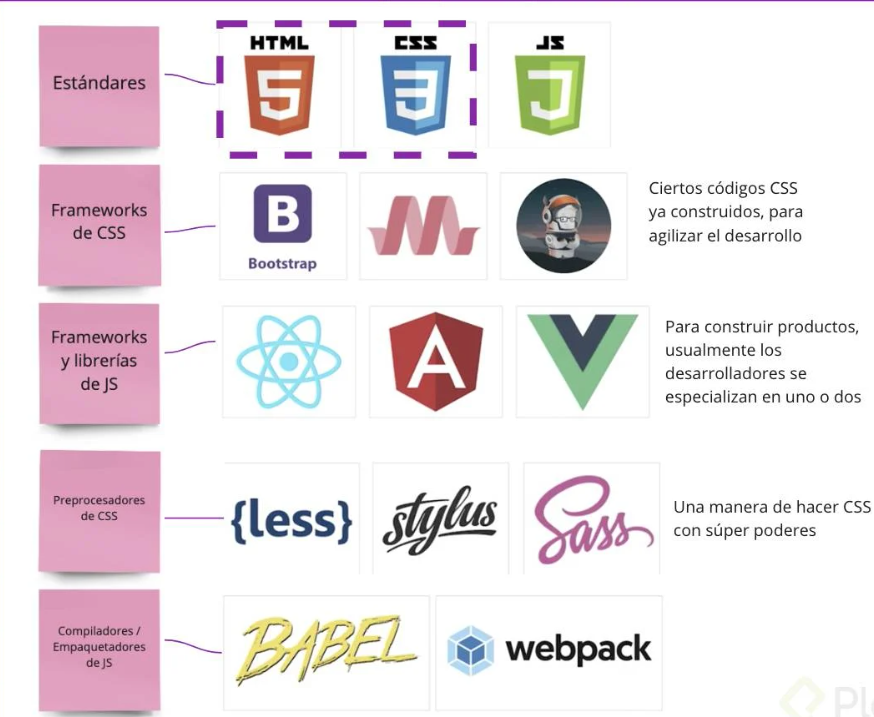 Estándares
HTML
5
CSS
3
JS
J
Frameworks
de CSS
B
Bootstrap
Ciertos códigos CSS
ya construidos, para
agilizar el desarrollo
Frameworks
y librerías
de JS
A
Para construir productos,
usualmente los
desarrolladores se
especializan en uno o dos
Preprocesadores
de CSS
{less}
stylus
Sass
Una manera de hacer CSS
con súper poderes
Compiladores /
Empaquetadores
de JS
BABEL
webpack